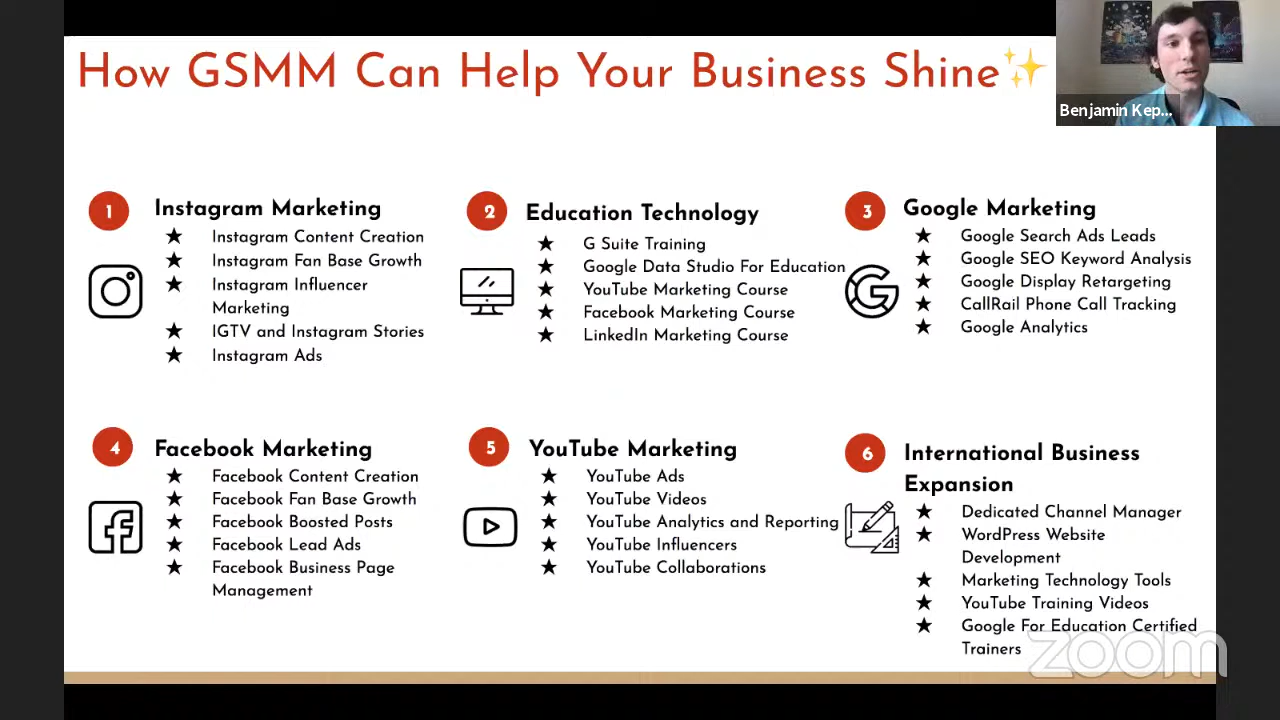 How GSMM Can Help Your Business Shine✨
Benjamin Kep...
1
Instagram Marketing
★ Instagram Content Creation
★ Instagram Fan Base Growth
★ Instagram Influencer
Marketing
★ IGTV and Instagram Stories
★ Instagram Ads
2
Education Technology
★ G Suite Training
★ Google Data Studio For Education
★ YouTube Marketing Course
★ Facebook Marketing Course
★ LinkedIn Marketing Course
3
Google Marketing
★ Google Search Ads Leads
★ Google SEO Keyword Analysis
★ Google Display Retargeting
★ CallRail Phone Call Tracking
★ Google Analytics
4
Facebook Marketing
★ Facebook Content Creation
★ Facebook Fan Base Growth
★ Facebook Boosted Posts
★ Facebook Lead Ads
★ Facebook Business Page
Management
5
YouTube Marketing
★ YouTube Ads
★ YouTube Videos
★ YouTube Analytics and Reporting
★ YouTube Influencers
★ YouTube Collaborations
6
International Business
Expansion
★ Dedicated Channel Manager
★ WordPress Website
Development
★ Marketing Technology Tools
★ YouTube Training Videos
★ Google For Education Certified
Trainers
zoom